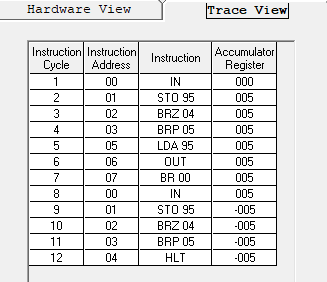 Hardware View Trace View
Instruction Instruction Instruction Accumulator
Cycle Address Register
1 00 IN 000
2 01 STO 95 005
3 02 BRZ 04 005
4 03 BRP 05 005
5 05 LDA 95 005
6 06 OUT 005
7 07 BR 00 005
8 00 IN 005
9 01 STO 95 -005
10 02 BRZ 04 -005
11 03 BRP 05 -005
12 04 HLT -005